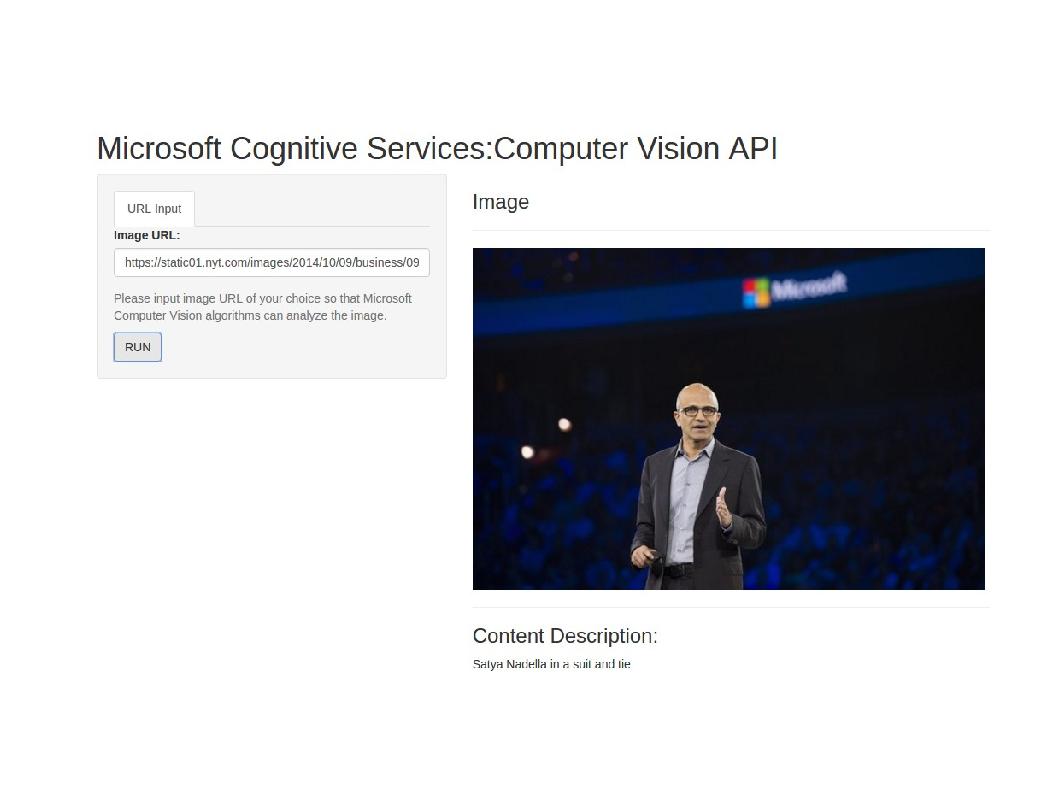 Microsoft Cognitive Services:Computer Vision API
URL Input
Image URL:
https://static01.nyt.com/images/2014/10/09/business/09
Please input image URL of your choice so that Microsoft
Computer Vision algorithms can analyze the image.
RUN
Image
Microsoft
Content Description:
Satya Nadella in a suit and tie